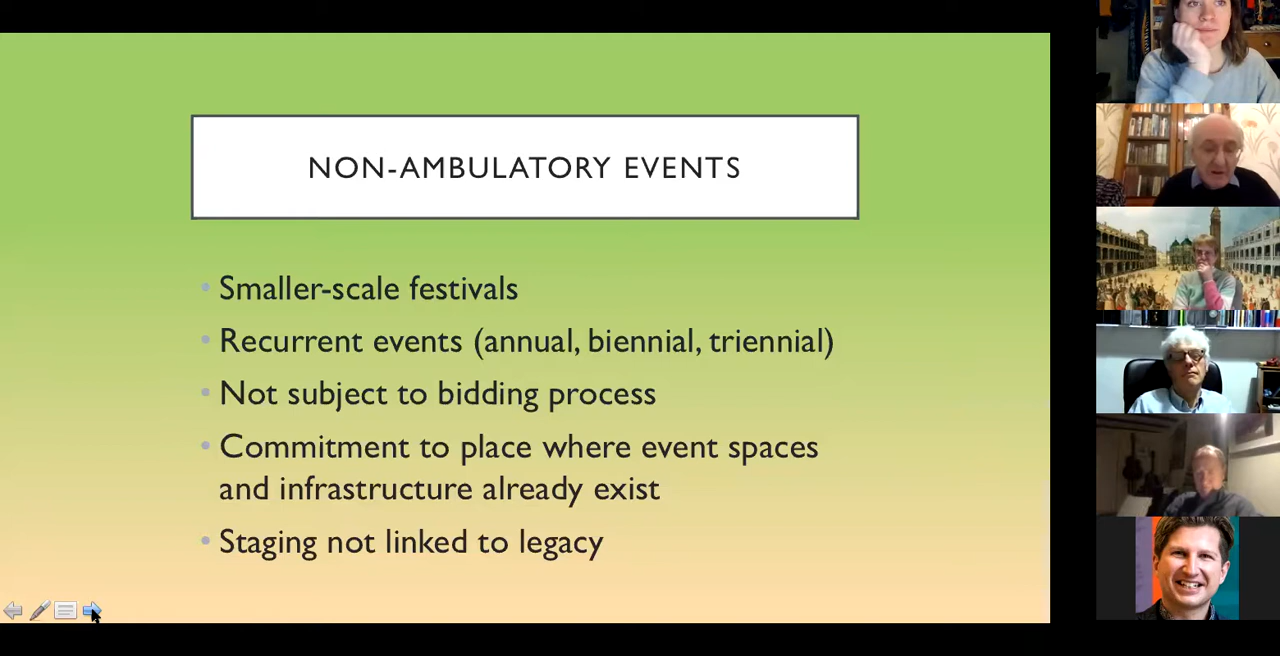 NON-AMBULATORY EVENTS
• Smaller-scale festivals
• Recurrent events (annual, biennial, triennial)
• Not subject to bidding process
• Commitment to place where event spaces
and infrastructure already exist
• Staging not linked to legacy